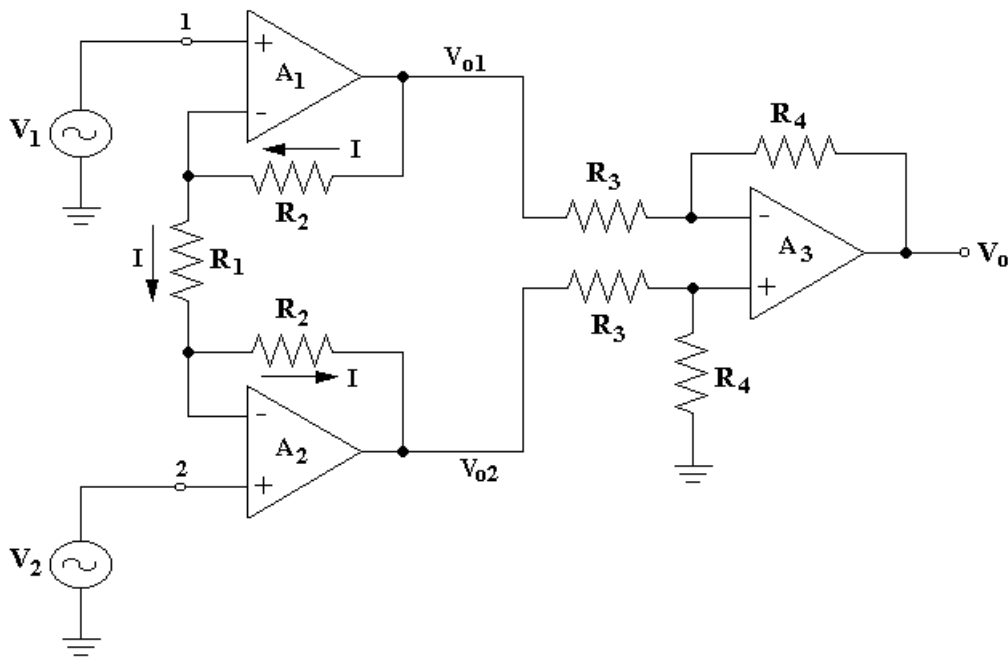 1
+
A1
-
Vo1
V1
I
R2
R4
R3
-
A3
+
Vo
I
R1
R2
I
R3
R4
-
A2
+
Vo2
2
V2